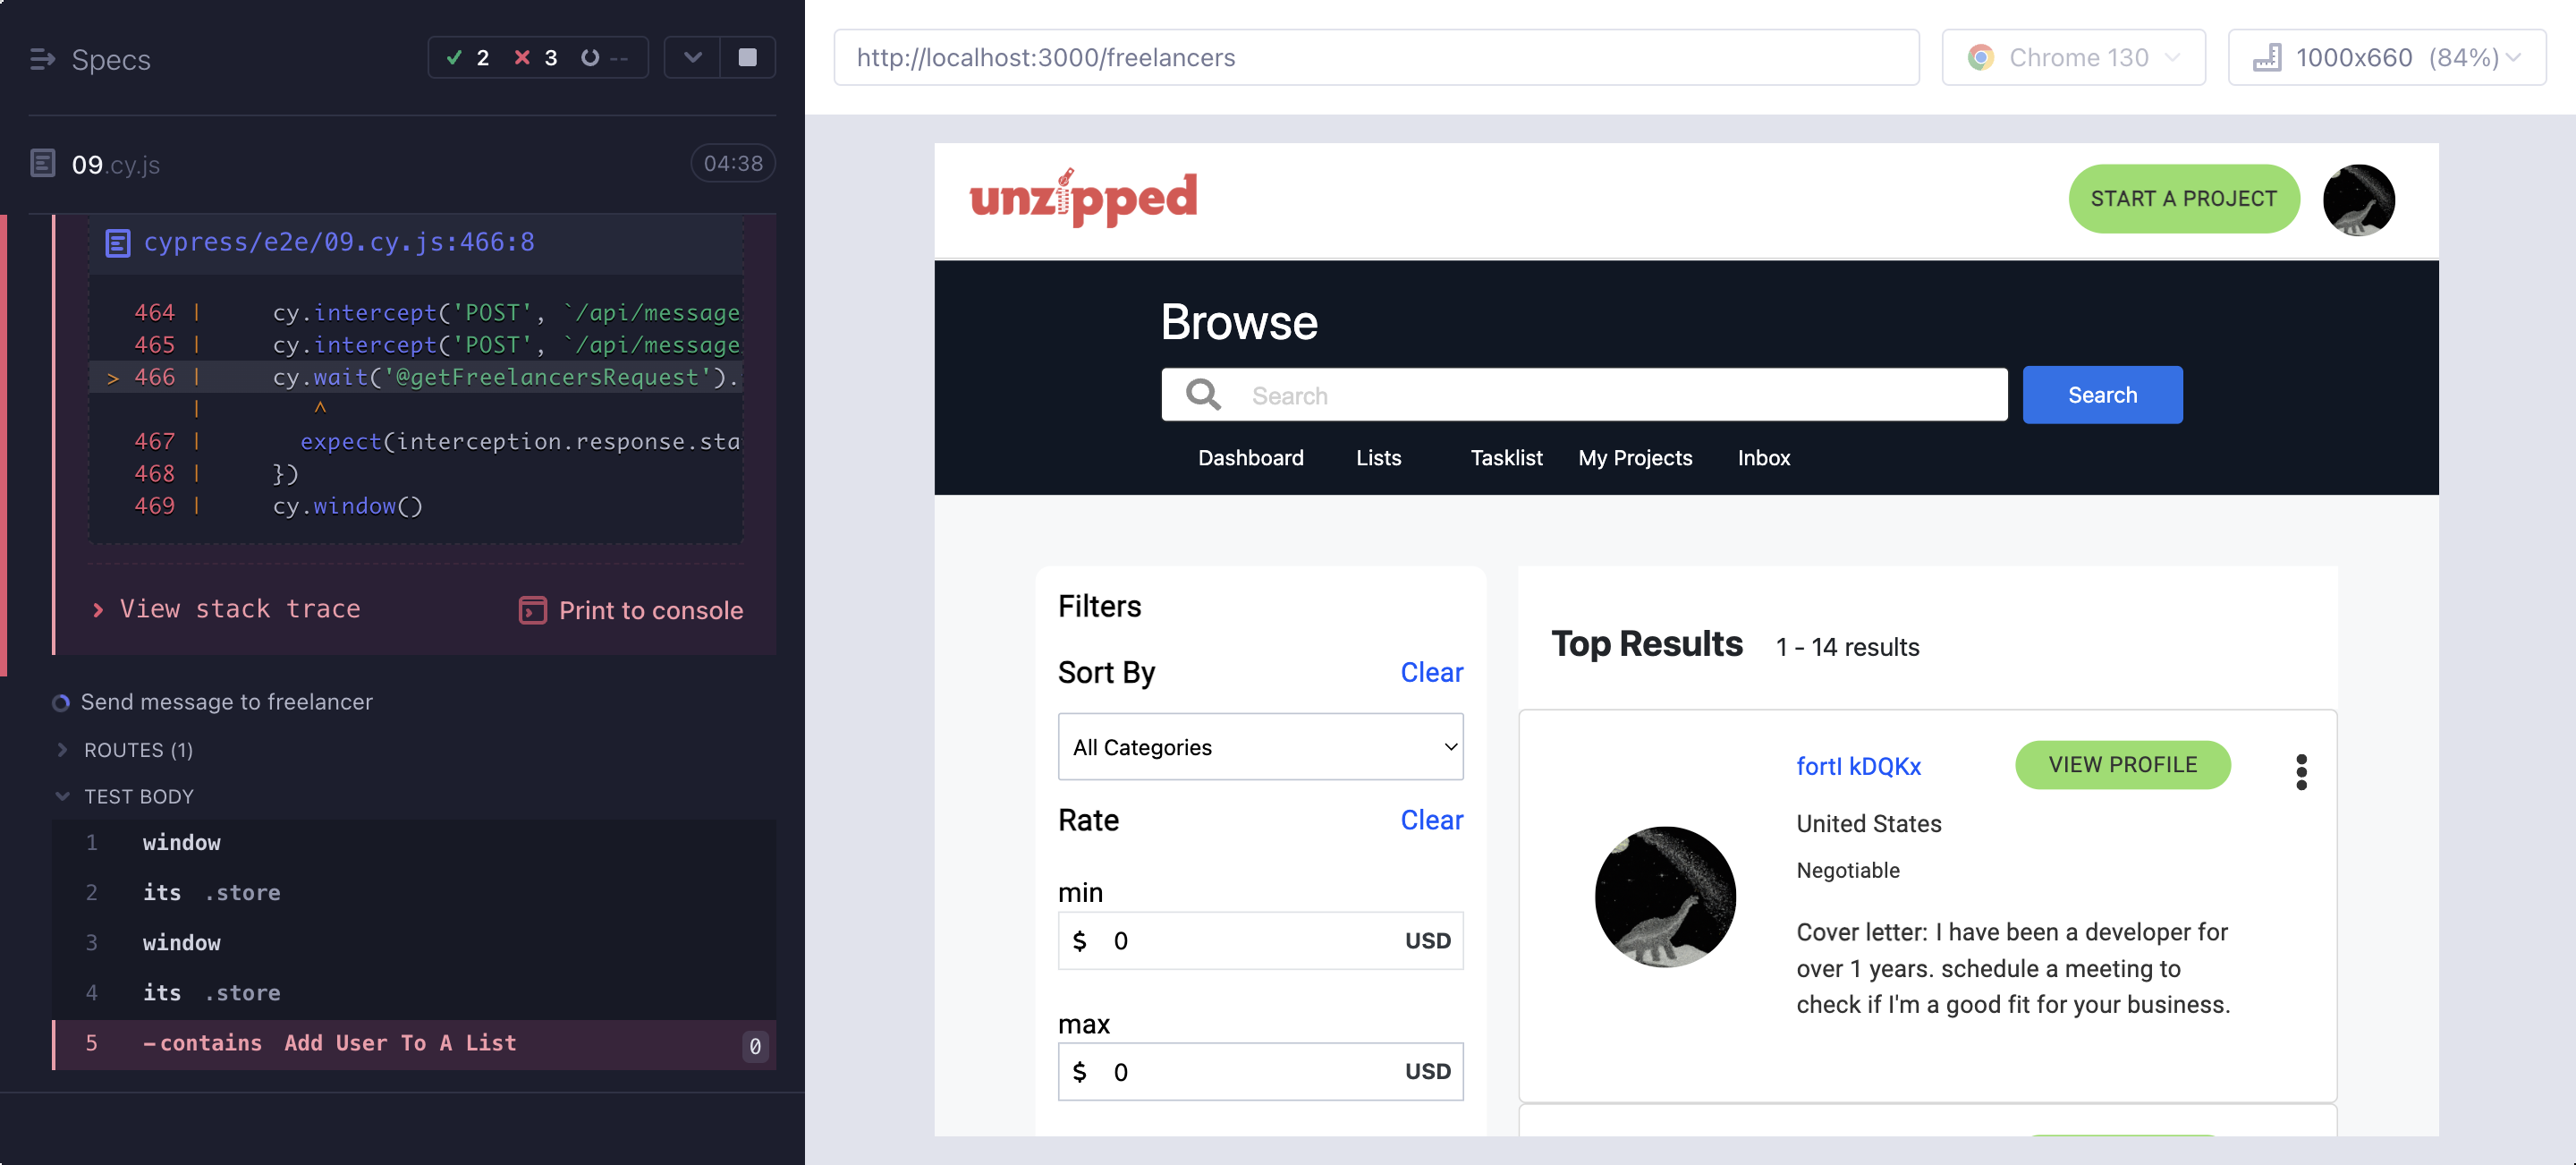 Specs
2 3 --
09.cy.js
04:38
cypress/e2e/09.cy.js:466:8
464 | cy.intercept('POST', `/api/message
465 | cy.intercept('POST', `/api/message
> 466 | cy.wait('@getFreelancersRequest').
| ^
467 | expect(interception.response.sta
468 | })
469 | cy.window()
View stack trace
Print to console
Send message to freelancer
ROUTES (1)
TEST BODY
1 window
2 its .store
3 window
4 its .store
5 -contains Add User To A List 0
http://localhost:3000/freelancers
Chrome 130
1000x660 (84%)
unzipped
START A PROJECT
Browse
Search
Search
Dashboard Lists Tasklist My Projects Inbox
Filters
Sort By Clear
All Categories
Rate Clear
min
$ 0 USD
max
$ 0 USD
Top Results 1 - 14 results
fortI kDQKx
VIEW PROFILE
United States
Negotiable
Cover letter: I have been a developer for
over 1 years. schedule a meeting to
check if I'm a good fit for your business.